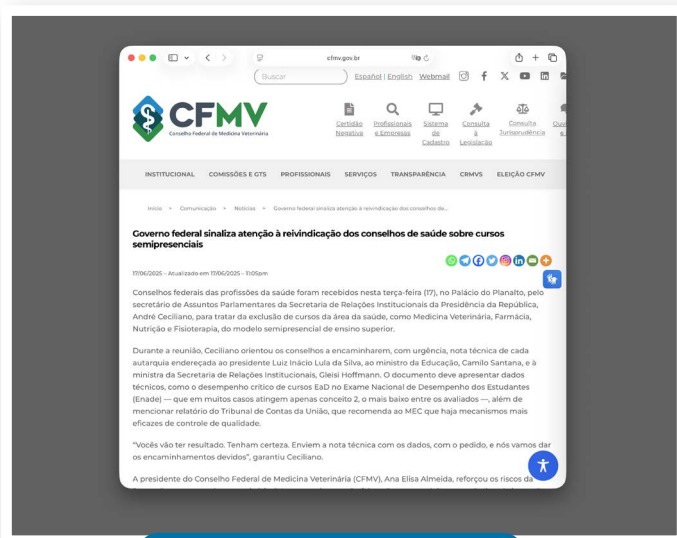 cfmv.gov.br
Buscar
Español | English Webmail
CFMV
Conselho Federal de Medicina Veterinária
Certidão Negativa
Profissionais e Empresas
Sistema de Cadastro
Consulta à Legislação
Consulta Jurisprudência
INSTITUCIONAL COMISSÕES E GTS PROFISSIONAIS SERVIÇOS TRANSPARÊNCIA CRMVS ELEIÇÃO CFMV
Início > Comunicação > Notícias > Governo federal sinaliza atenção à reivindicação dos conselhos de...
Governo federal sinaliza atenção à reivindicação dos conselhos de saúde sobre cursos
semipresenciais
17/06/2025 – Atualizado em 17/06/2025 – 11:05pm
Conselhos federais das profissões da saúde foram recebidos nesta terça-feira (17), no Palácio do Planalto, pelo
secretário de Assuntos Parlamentares da Secretaria de Relações Institucionais da Presidência da República,
André Ceciliano, para tratar da exclusão de cursos da área da saúde, como Medicina Veterinária, Farmácia,
Nutrição e Fisioterapia, do modelo semipresencial de ensino superior.
Durante a reunião, Ceciliano orientou os conselhos a encaminharem, com urgência, nota técnica de cada
autarquia endereçada ao presidente Luiz Inácio Lula da Silva, ao ministro da Educação, Camilo Santana, e à
ministra da Secretaria de Relações Institucionais, Gleisi Hoffmann. O documento deve apresentar dados
técnicos, como o desempenho crítico de cursos EaD no Exame Nacional de Desempenho dos Estudantes
(Enade) — que em muitos casos atingem apenas conceito 2, o mais baixo entre os avaliados —, além de
mencionar relatório do Tribunal de Contas da União, que recomenda ao MEC que haja mecanismos mais
eficazes de controle de qualidade.
"Vocês vão ter resultado. Tenham certeza. Enviem a nota técnica com os dados, com o pedido, e nós vamos dar
os encaminhamentos devidos", garantiu Ceciliano.
A presidente do Conselho Federal de Medicina Veterinária (CFMV), Ana Elisa Almeida, reforçou os riscos da